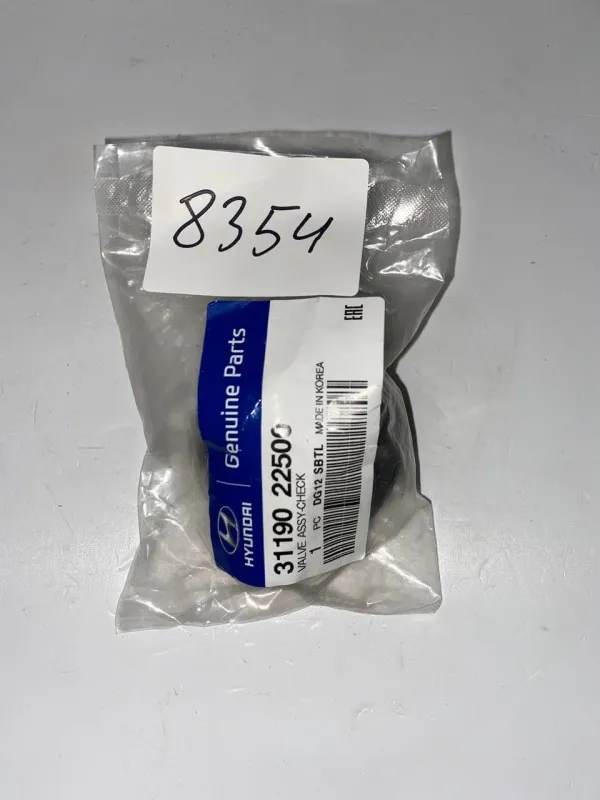 8354
HYUNDAI | Genuine Parts
31190 22500
VALVE ASSY-CHECK
1 PC DG12 SBTL MADE IN KOREA
EAC